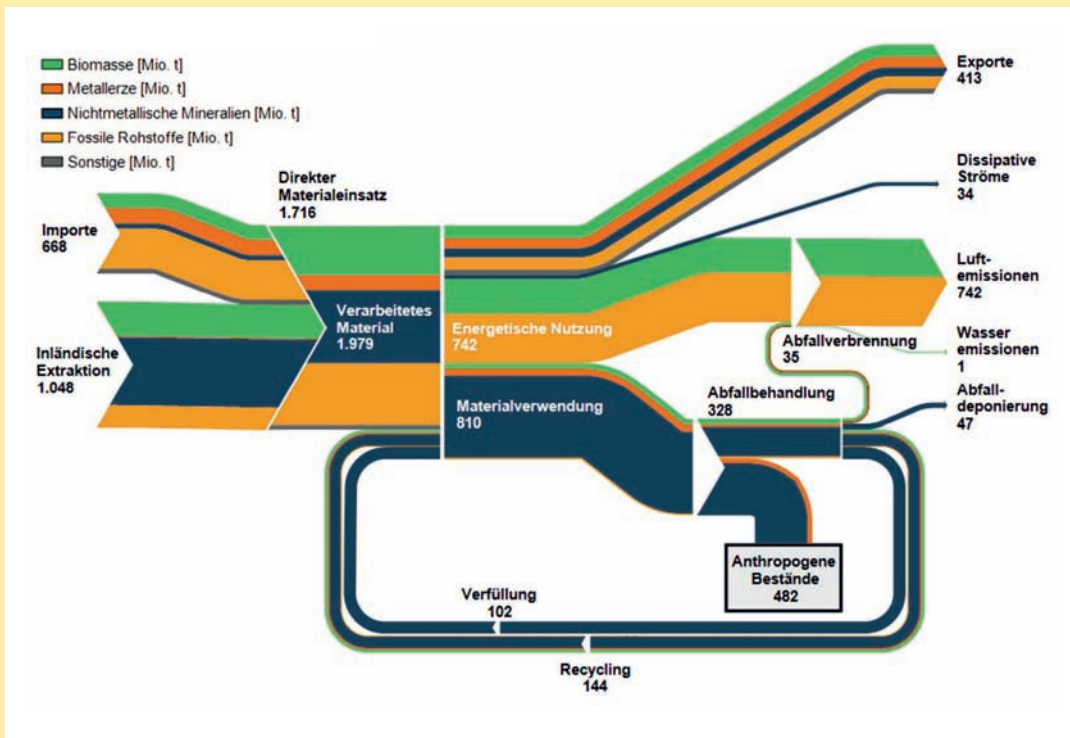 Biomasse [Mio. t]
Metallerze [Mio. t]
Nichtmetallische Mineralien [Mio. t]
Fossile Rohstoffe [Mio. t]
Sonstige [Mio. t]
Importe
668
Inländische
Extraktion
1.048
Direkter
Materialeinsatz
1.716
Verarbeitetes
Material
1.979
Energetische Nutzung
742
Materialverwendung
810
Exporte
413
Dissipative
Ströme
34
Luft-
emissionen
742
Abfallverbrennung
35
Wasser
emissionen
1
Abfallbehandlung
328
Abfall-
deponierung
47
Anthropogene
Bestände
482
Verfüllung
102
Recycling
144